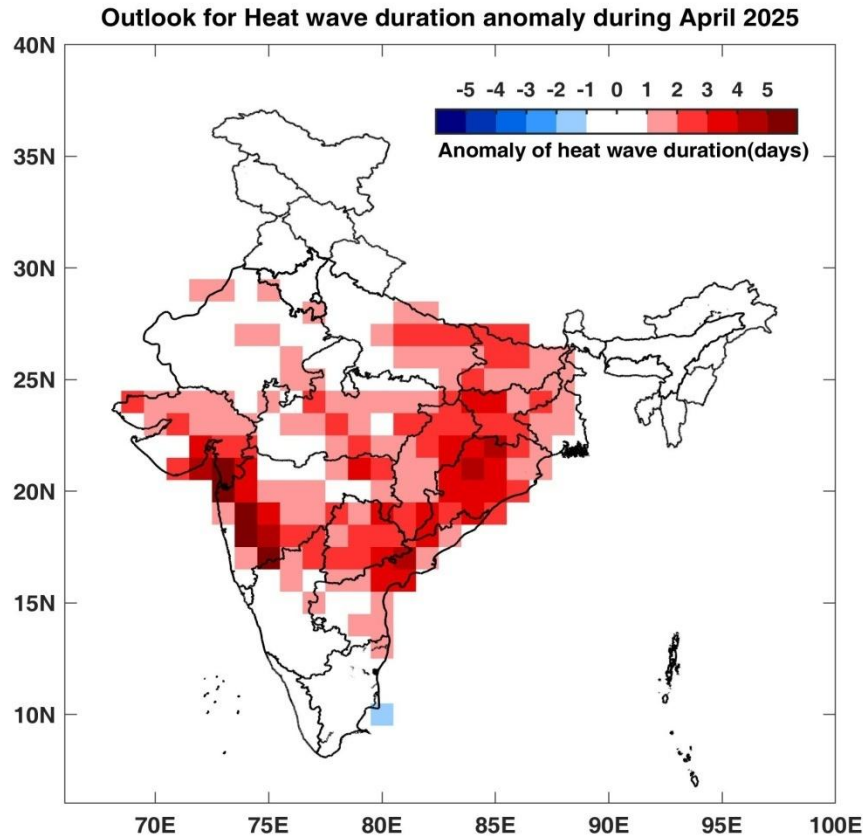 Outlook for Heat wave duration anomaly during April 2025
40N
-5 -4 -3 -2 -1 0 1 2 3 4 5
Anomaly of heat wave duration(days)
35N
30N
25N
20N
15N
10N
70E 75E 80E 85E 90E 95E 100E